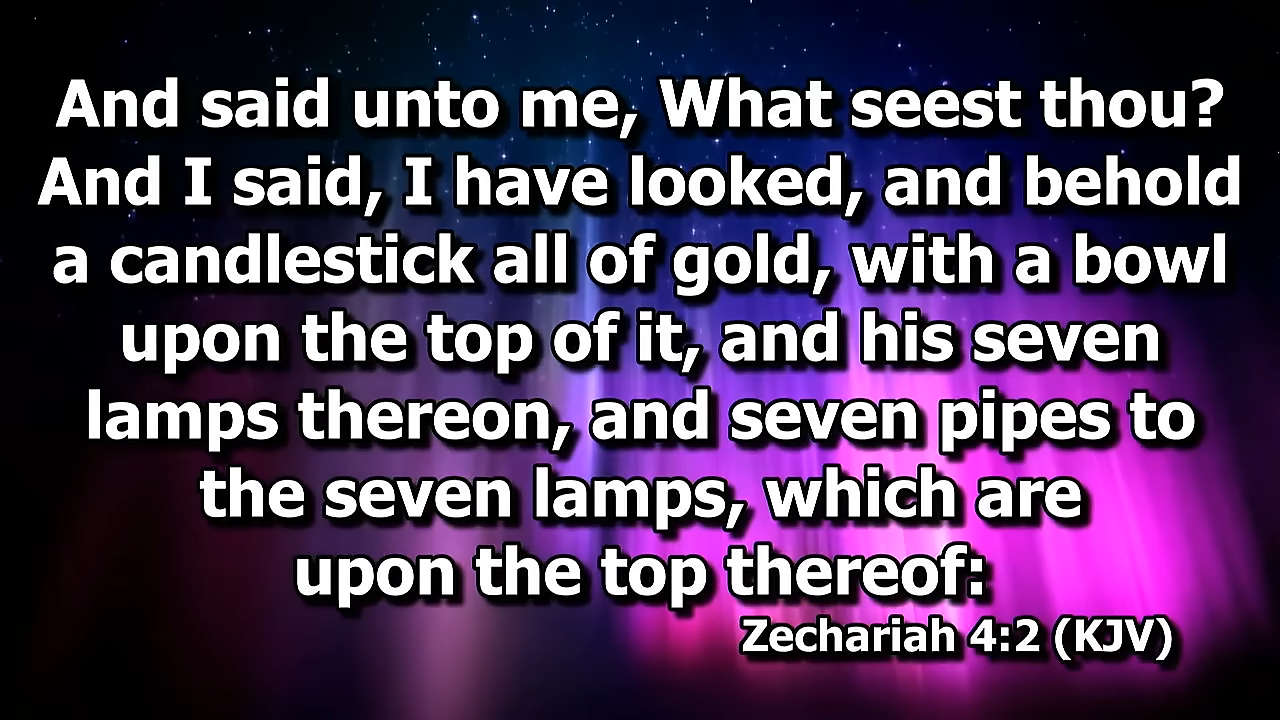 And said unto me, What seest thou?
And I said, I have looked, and behold
a candlestick all of gold, with a bowl
upon the top of it, and his seven
lamps thereon, and seven pipes to
the seven lamps, which are
upon the top thereof:
Zechariah 4:2 (KJV)